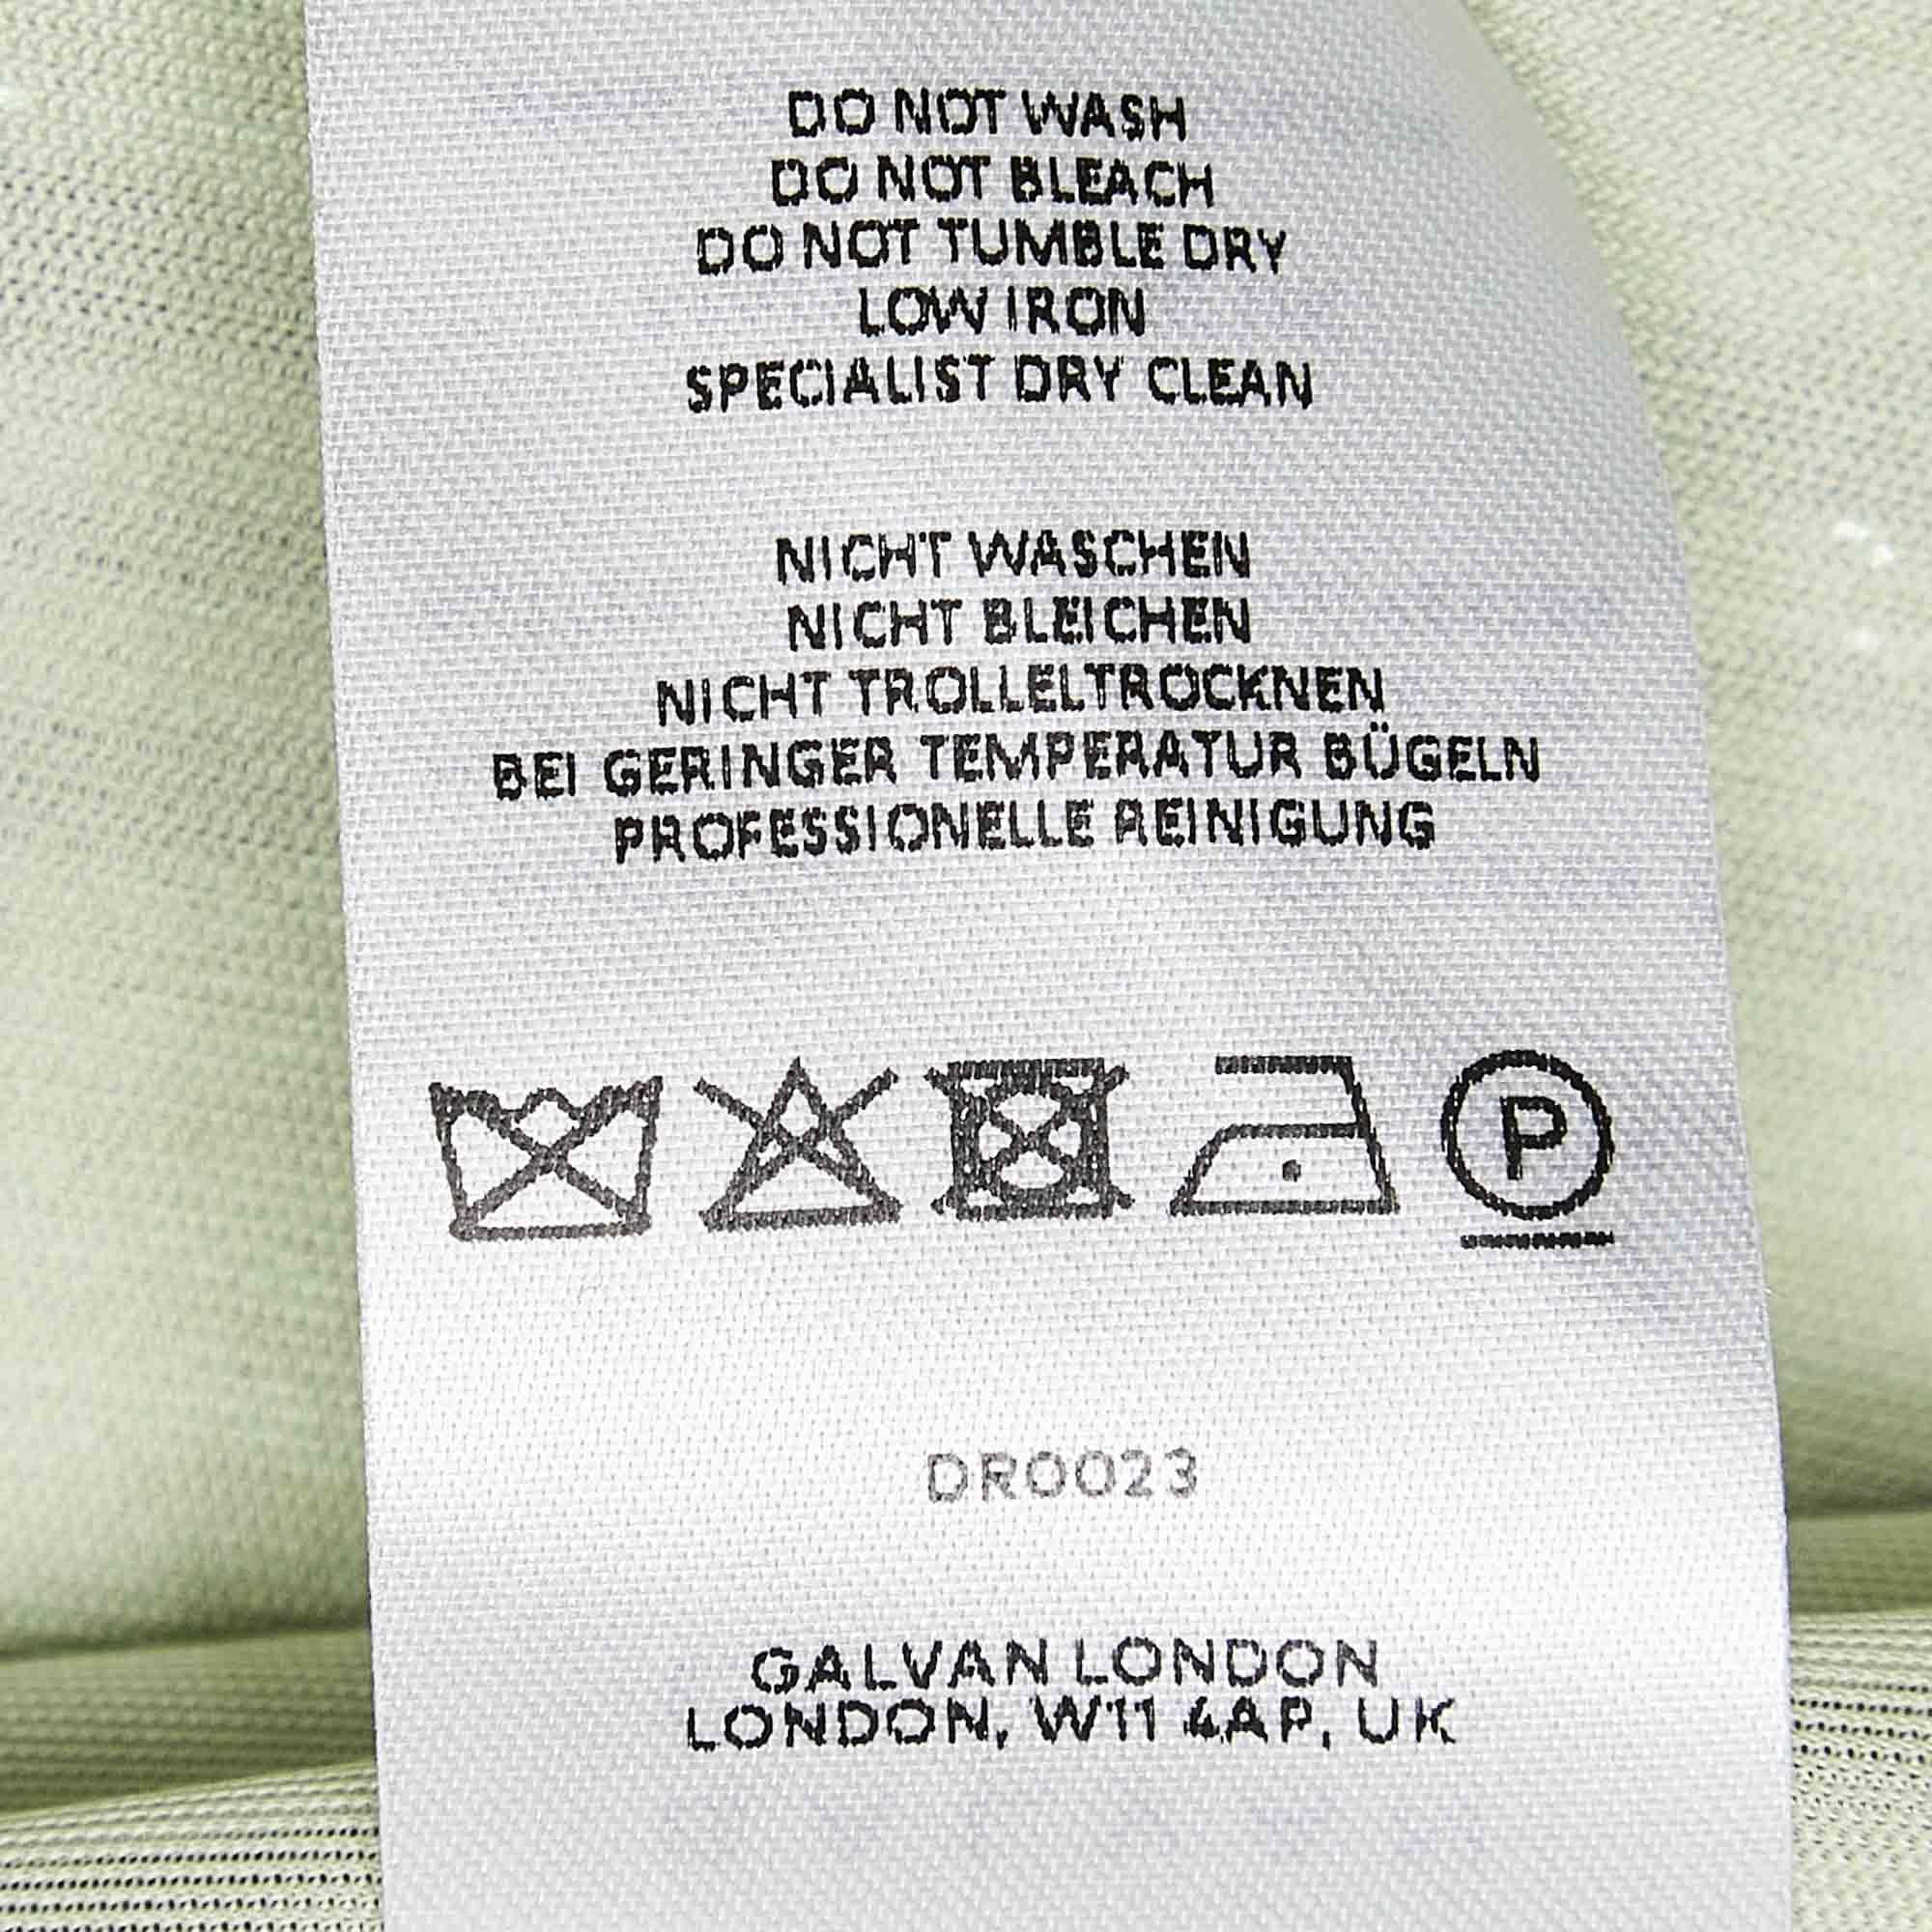 DO NOT WASH
DO NOT BLEACH
DO NOT TUMBLE DRY
LOW IRON
SPECIALIST DRY CLEAN
NICHT WASCHEN
NICHT BLEICHEN
NICHT TROLLELTROCKNEN
BEI GERINGER TEMPERATUR BÜGELN
PROFESSIONELLE REINIGUNG
P
DR0023
GALVAN LONDON
LONDON, W11 4AP, UK